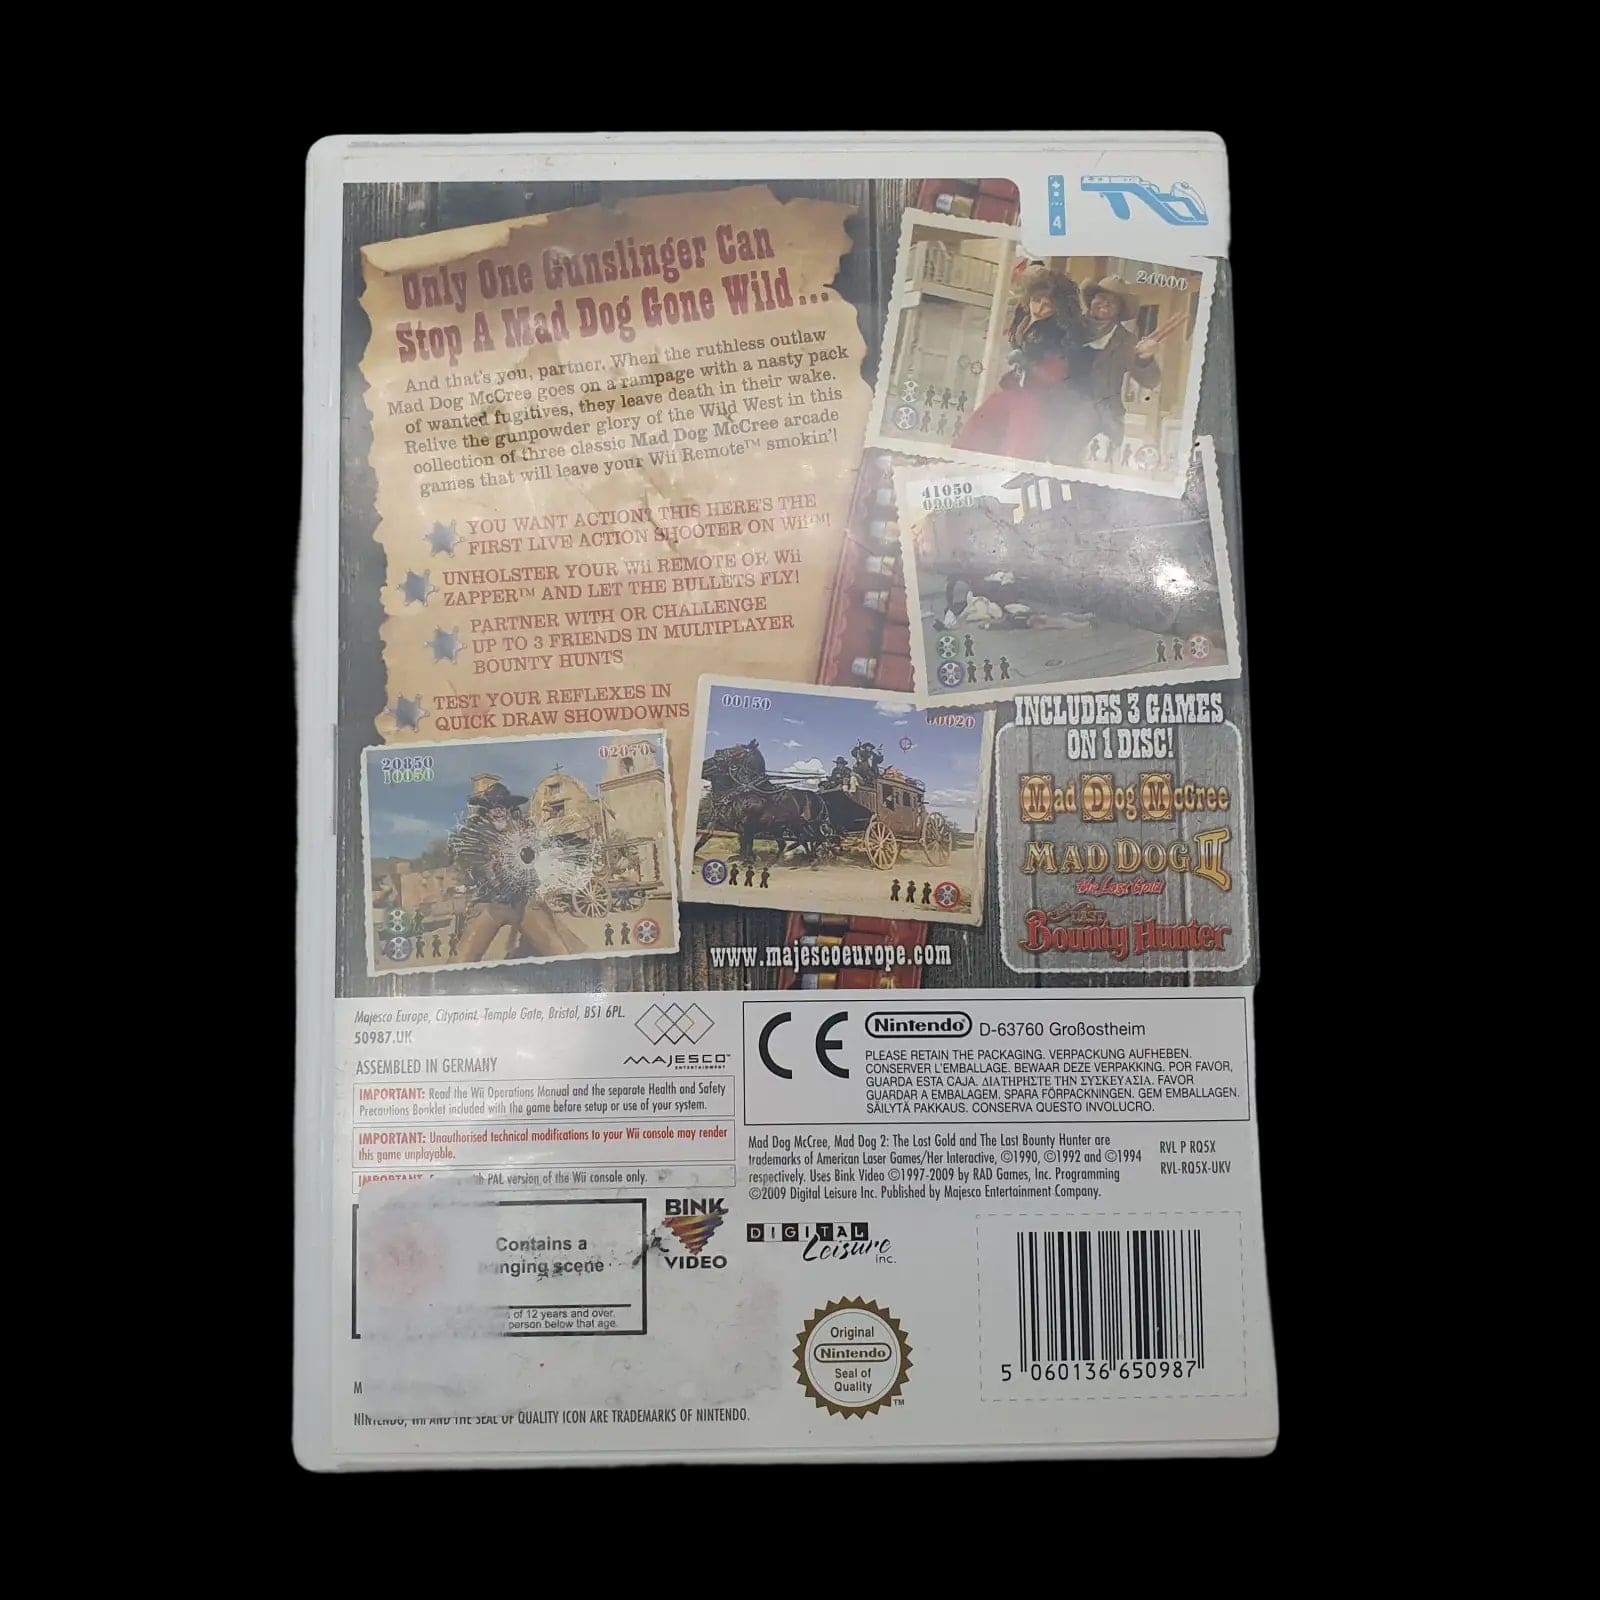 4
Only One Gunslinger Can
Stop A Mad Dog Gone Wild...
And that's you, partner. When the ruthless outlaw
Mad Dog McCree goes on a rampage with a nasty pack
of wanted fugitives, they leave death in their wake.
Relive the gunpowder glory of the Wild West in this
collection of three classic Mad Dog McCree arcade
games that will leave your Wii Remote™ smokin'!
YOU WANT ACTION? THIS HERE'S THE
FIRST LIVE ACTION SHOOTER ON Wii™!
UNHOLSTER YOUR Wii REMOTE OR Wii
ZAPPER™ AND LET THE BULLETS FLY!
PARTNER WITH OR CHALLENGE
UP TO 3 FRIENDS IN MULTIPLAYER
BOUNTY HUNTS
TEST YOUR REFLEXES IN
QUICK DRAW SHOWDOWNS
24600
41050
00150
20850
10050
02070
INCLUDES 3 GAMES
ON 1 DISC!
Mad Dog McCree
MAD DOG II
The Lost Gold
The LAST
Bounty Hunter
www.majescoeurope.com
Majesco Europe, Citypoint, Temple Gate, Bristol, BS1 6PL.
50987.UK
MAJESCO™
ENTERTAINMENT
ASSEMBLED IN GERMANY
IMPORTANT: Read the Wii Operations Manual and the separate Health and Safety
Precautions Booklet included with the game before setup or use of your system.
IMPORTANT: Unauthorised technical modifications to your Wii console may render
this game unplayable.
IMPORTANT: PAL version of the Wii console only.
Contains a
scene
of 12 years and over.
person below that age.
BINK
VIDEO
M
NINTENDO, Wii AND THE SEAL OF QUALITY ICON ARE TRADEMARKS OF NINTENDO.
CE Nintendo D-63760 Großostheim
PLEASE RETAIN THE PACKAGING. VERPACKUNG AUFHEBEN.
CONSERVER L'EMBALLAGE. BEWAAR DEZE VERPAKKING. POR FAVOR,
GUARDA ESTA CAJA. ΔΙΑΤΗΡΗΣΤΕ ΤΗΝ ΣΥΣΚΕΥΑΣΙΑ. FAVOR
GUARDAR A EMBALAGEM. SPARA FÖRPACKNINGEN. GEM EMBALLAGEN.
SÄILYTÄ PAKKAUS. CONSERVA QUESTO INVOLUCRO.
Mad Dog McCree, Mad Dog 2: The Lost Gold and The Last Bounty Hunter are
trademarks of American Laser Games/Her Interactive, ©1990, ©1992 and ©1994
respectively. Uses Bink Video ©1997-2009 by RAD Games, Inc. Programming
©2009 Digital Leisure Inc. Published by Majesco Entertainment Company.
RVL P RQ5X
RVL-RQ5X-UKV
DIGITAL
Leisure
inc.
Original
Nintendo
Seal of
Quality
™
5 060136 650987